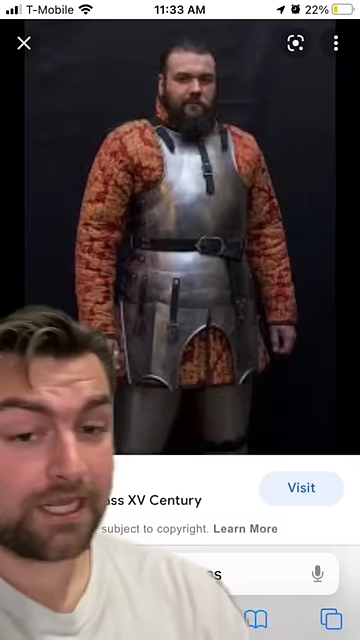 T-Mobile 11:33 AM 22%
Visit
ass XV Century
subject to copyright. Learn More